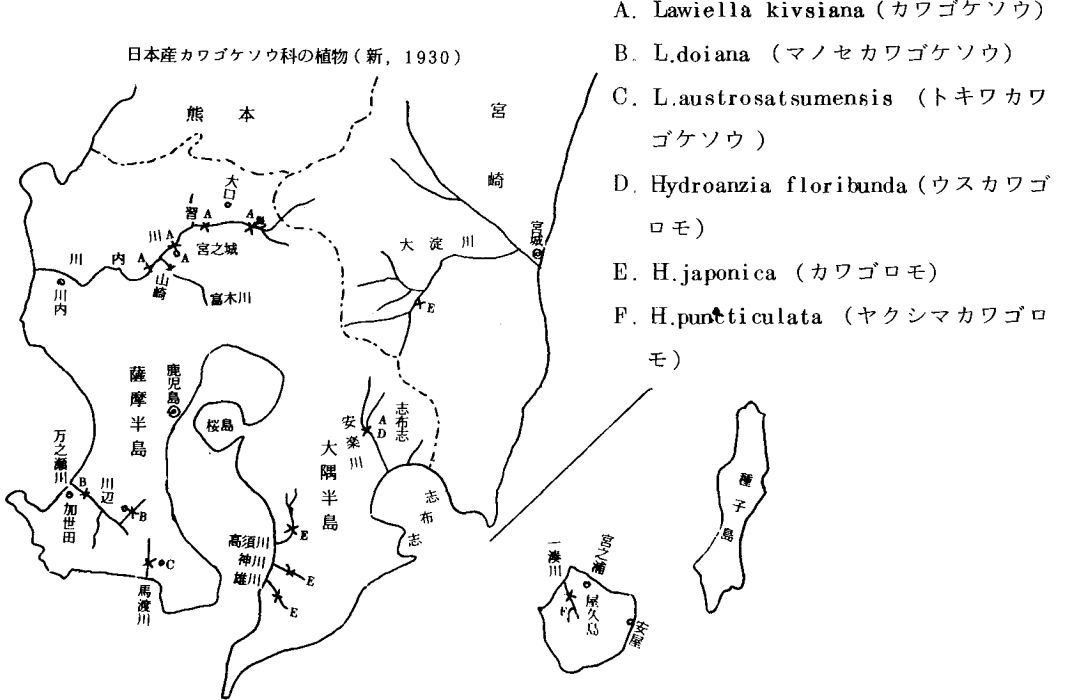 日本産カワゴケソウ科の植物(新, 1930)
A. Lawiella kivsiana (カワゴケソウ)
B. L.doiana (マノセカワゴケソウ)
C. L.austrosatsumensis (トキワカワ
ゴケソウ)
D. Hydroanzia floribunda (ウスカワゴ
ロモ)
E. H.japonica (カワゴロモ)
F. H.puncticulata (ヤクシマカワゴロ
モ)
熊本
宮崎
大口
A
A
川内川
A
A
A
宮之城
山崎
富木川
川内
大淀川
宮城
E
薩摩半島
鹿児島
桜島
大隅半島
安楽川
A
D
志布志
志布志
万之瀬川
加世田
B
川辺
B
C
馬渡川
高須川
神川
雄川
E
E
E
一湊川
宮之浦
屋久島
F
安屋
種子島